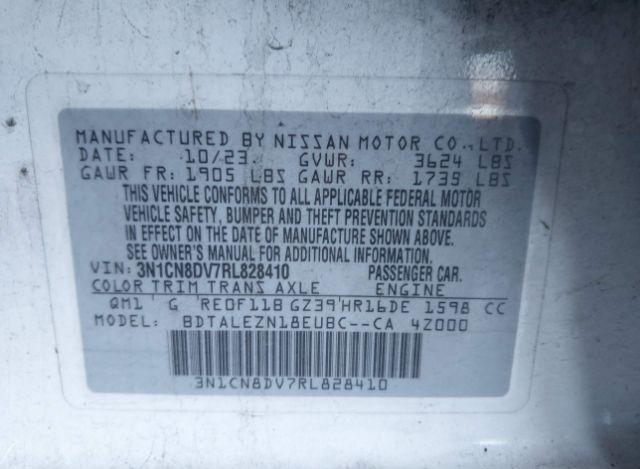 MANUFACTURED BY NISSAN MOTOR CO., LTD.
DATE: 10/23 GVWR: 3624 LBS
GAWR FR: 1905 LBS GAWR RR: 1739 LBS
THIS VEHICLE CONFORMS TO ALL APPLICABLE FEDERAL MOTOR
VEHICLE SAFETY, BUMPER AND THEFT PREVENTION STANDARDS
IN EFFECT ON THE DATE OF MANUFACTURE SHOWN ABOVE.
SEE OWNER'S MANUAL FOR ADDITIONAL INFORMATION.
VIN: 3N1CN8DV7RL828410 PASSENGER CAR.
COLOR TRIM TRANS AXLE ENGINE
QM1 G RE0F11B GZ39 HR16DE 1598 CC
MODEL: BDTALEZN18EU8C--CA 4Z000
3N1CN8DV7RL828410